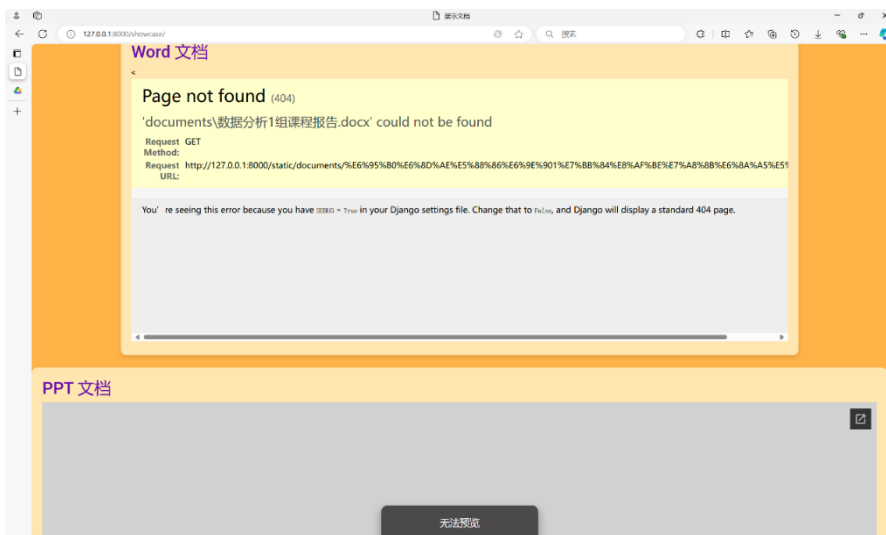 展示文档
127.0.0.1:8000/showcase/
搜索
Word 文档
<
Page not found (404)
'documents\数据分析1组课程报告.docx' could not be found
Request Method: GET
Request URL: http://127.0.0.1:8000/static/documents/%E6%95%B0%E6%8D%AE%E5%88%86%E6%9E%901%E7%BB%84%E8%AF%BE%E7%A8%8B%E6%8A%A5%E5%
You're seeing this error because you have DEBUG = True in your Django settings file. Change that to False, and Django will display a standard 404 page.
PPT 文档
无法预览